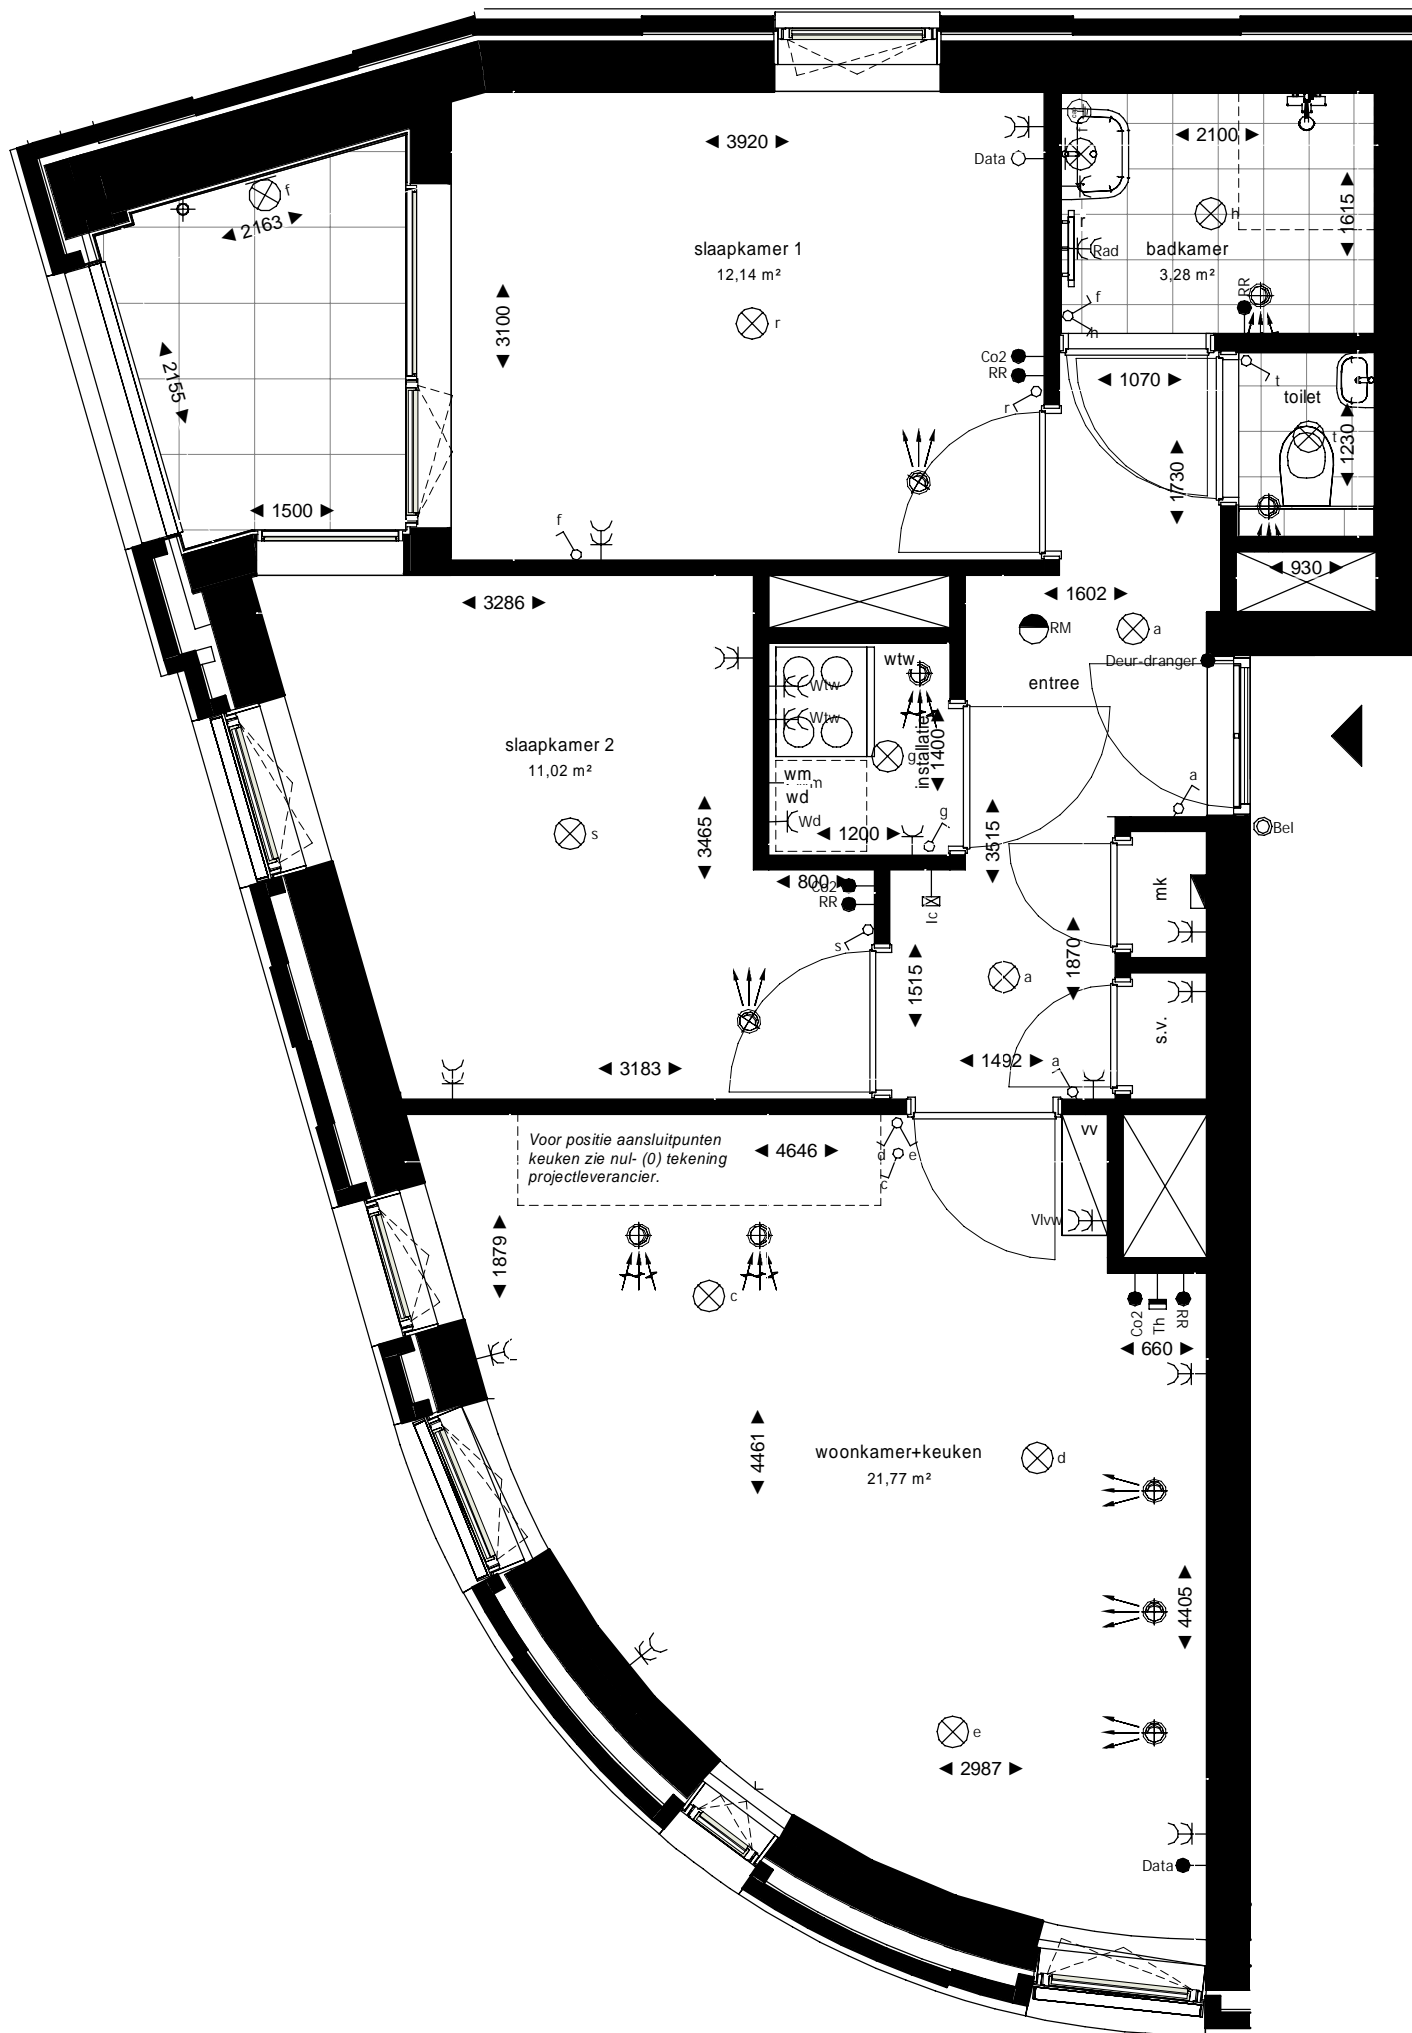 3920
2100
Data
f
2163
h
1615
r
slaapkamer 1
12,14 m²
Rad
badkamer
3,28 m²
RR
f
h
3100
r
2155
Co2
RR
1070
t
toilet
r
t
1230
1730
1500
f
930
3286
1602
RM
a
Deur-dranger
wtw
Wtw
entree
Wtw
installatie
1400
slaapkamer 2
11,02 m²
g
wm
wd
Wd
a
g
1200
3465
s
3515
Bel
800
Co2
RR
mk
Ic
s
1870
1515
a
s.v.
3183
1492
a
vv
Voor positie aansluitpunten
keuken zie nul- (0) tekening
projectleverancier.
4646
d
e
c
Vlvw
1879
c
Co2
Th
RR
660
4461
woonkamer+keuken
21,77 m²
d
4405
e
2987
Data